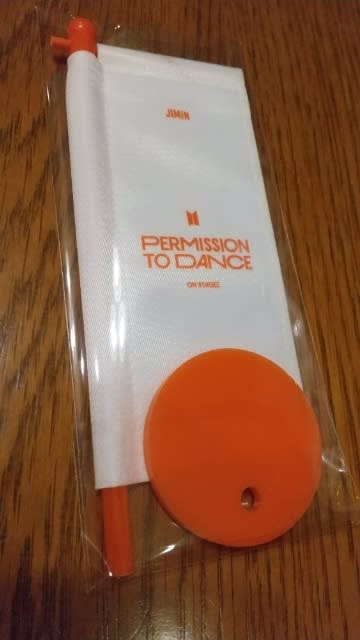 JIMIN
PERMISSION
TO DANCE
ON STAGE